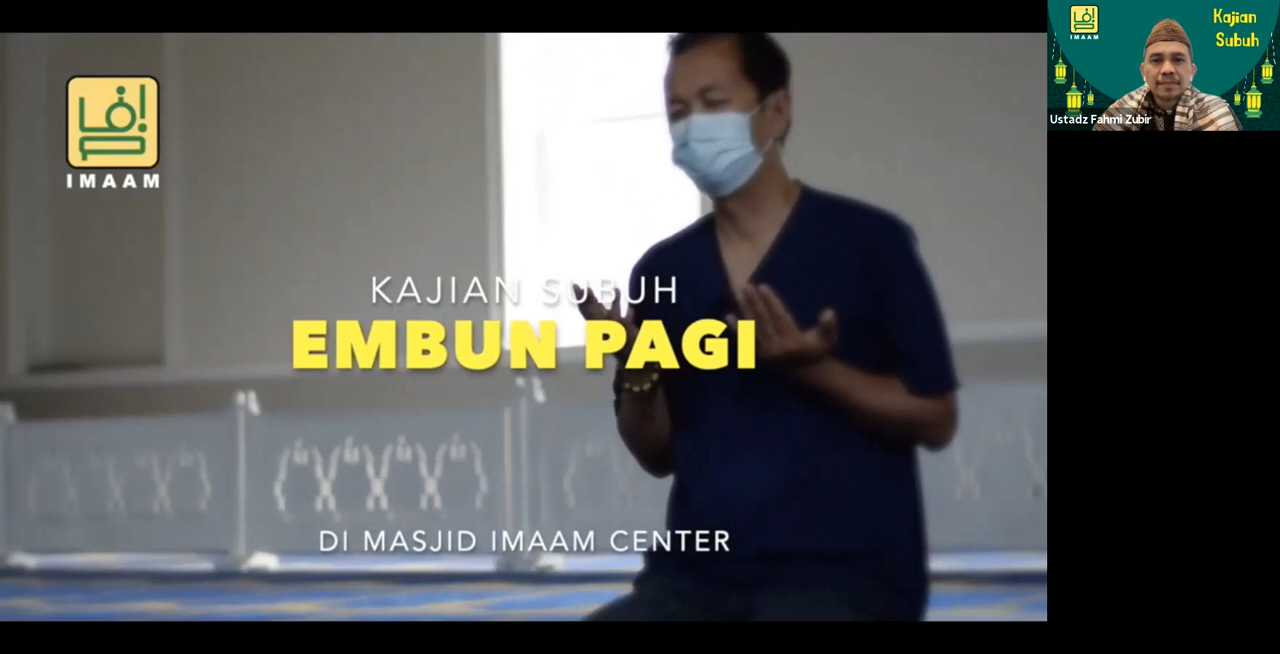 IMAAM
KAJIAN SUBUH
EMBUN PAGI
DI MASJID IMAAM CENTER
IMAAM
Kajian
Subuh
Ustadz Fahmi Zubir